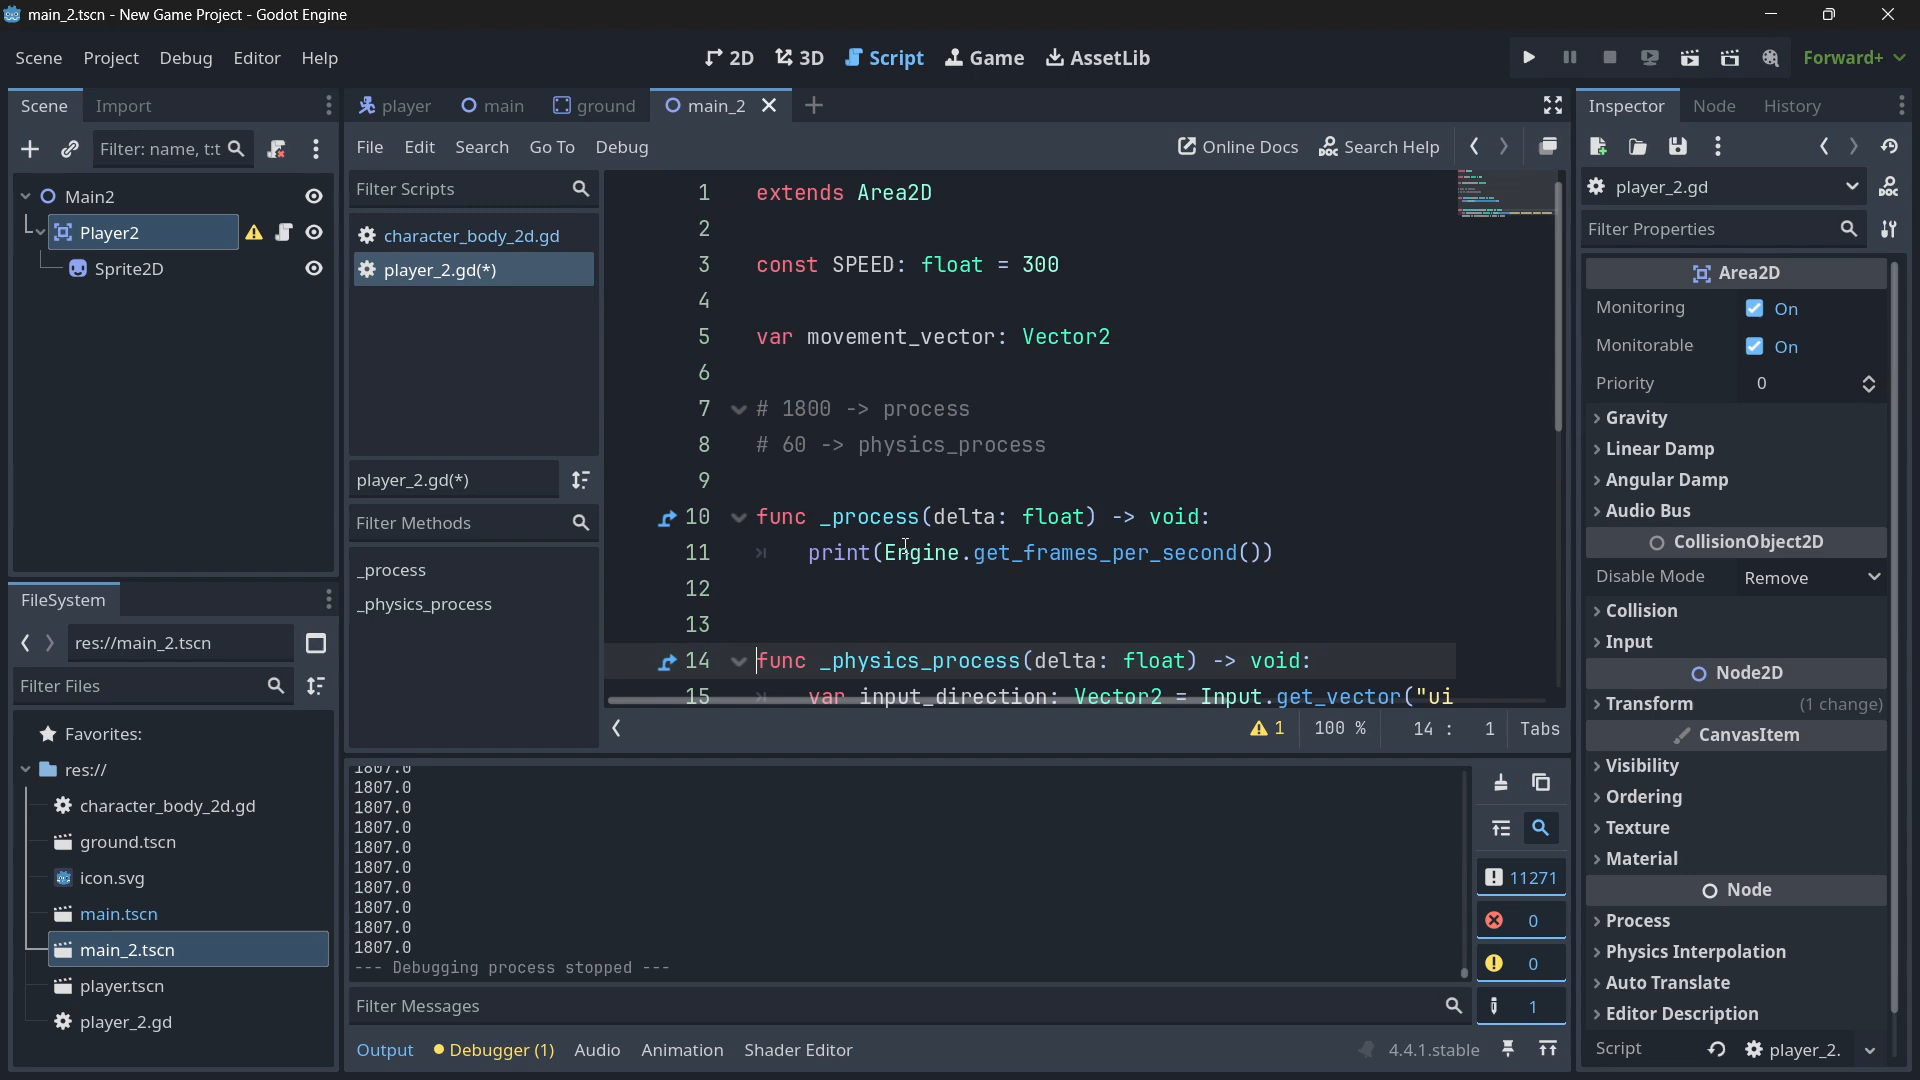 main_2.tscn - New Game Project - Godot Engine
Scene Project Debug Editor Help
2D 3D Script Game AssetLib
Forward+
Scene Import
player main ground main_2
Inspector Node History
Filter: name, t:t
File Edit Search Go To Debug
Online Docs Search Help
Main2
Player2
Sprite2D
Filter Scripts
character_body_2d.gd
player_2.gd(*)
player_2.gd(*)
Filter Methods
_process
_physics_process
1 extends Area2D
2
3 const SPEED: float = 300
4
5 var movement_vector: Vector2
6
7 # 1800 -> process
8 # 60 -> physics_process
9
10 func _process(delta: float) -> void:
11 print(Engine.get_frames_per_second())
12
13
14 func _physics_process(delta: float) -> void:
15 var input_direction: Vector2 = Input.get_vector("ui
1 100 % 14 : 1 Tabs
FileSystem
res://main_2.tscn
Filter Files
Favorites:
res://
character_body_2d.gd
ground.tscn
icon.svg
main.tscn
main_2.tscn
player.tscn
player_2.gd
1807.0
1807.0
1807.0
1807.0
1807.0
1807.0
1807.0
1807.0
1807.0
1807.0
--- Debugging process stopped ---
Filter Messages
11271
0
0
1
Output Debugger (1) Audio Animation Shader Editor
4.4.1.stable
player_2.gd
Filter Properties
Area2D
Monitoring On
Monitorable On
Priority 0
Gravity
Linear Damp
Angular Damp
Audio Bus
CollisionObject2D
Disable Mode Remove
Collision
Input
Node2D
Transform (1 change)
CanvasItem
Visibility
Ordering
Texture
Material
Node
Process
Physics Interpolation
Auto Translate
Editor Description
Script player_2.